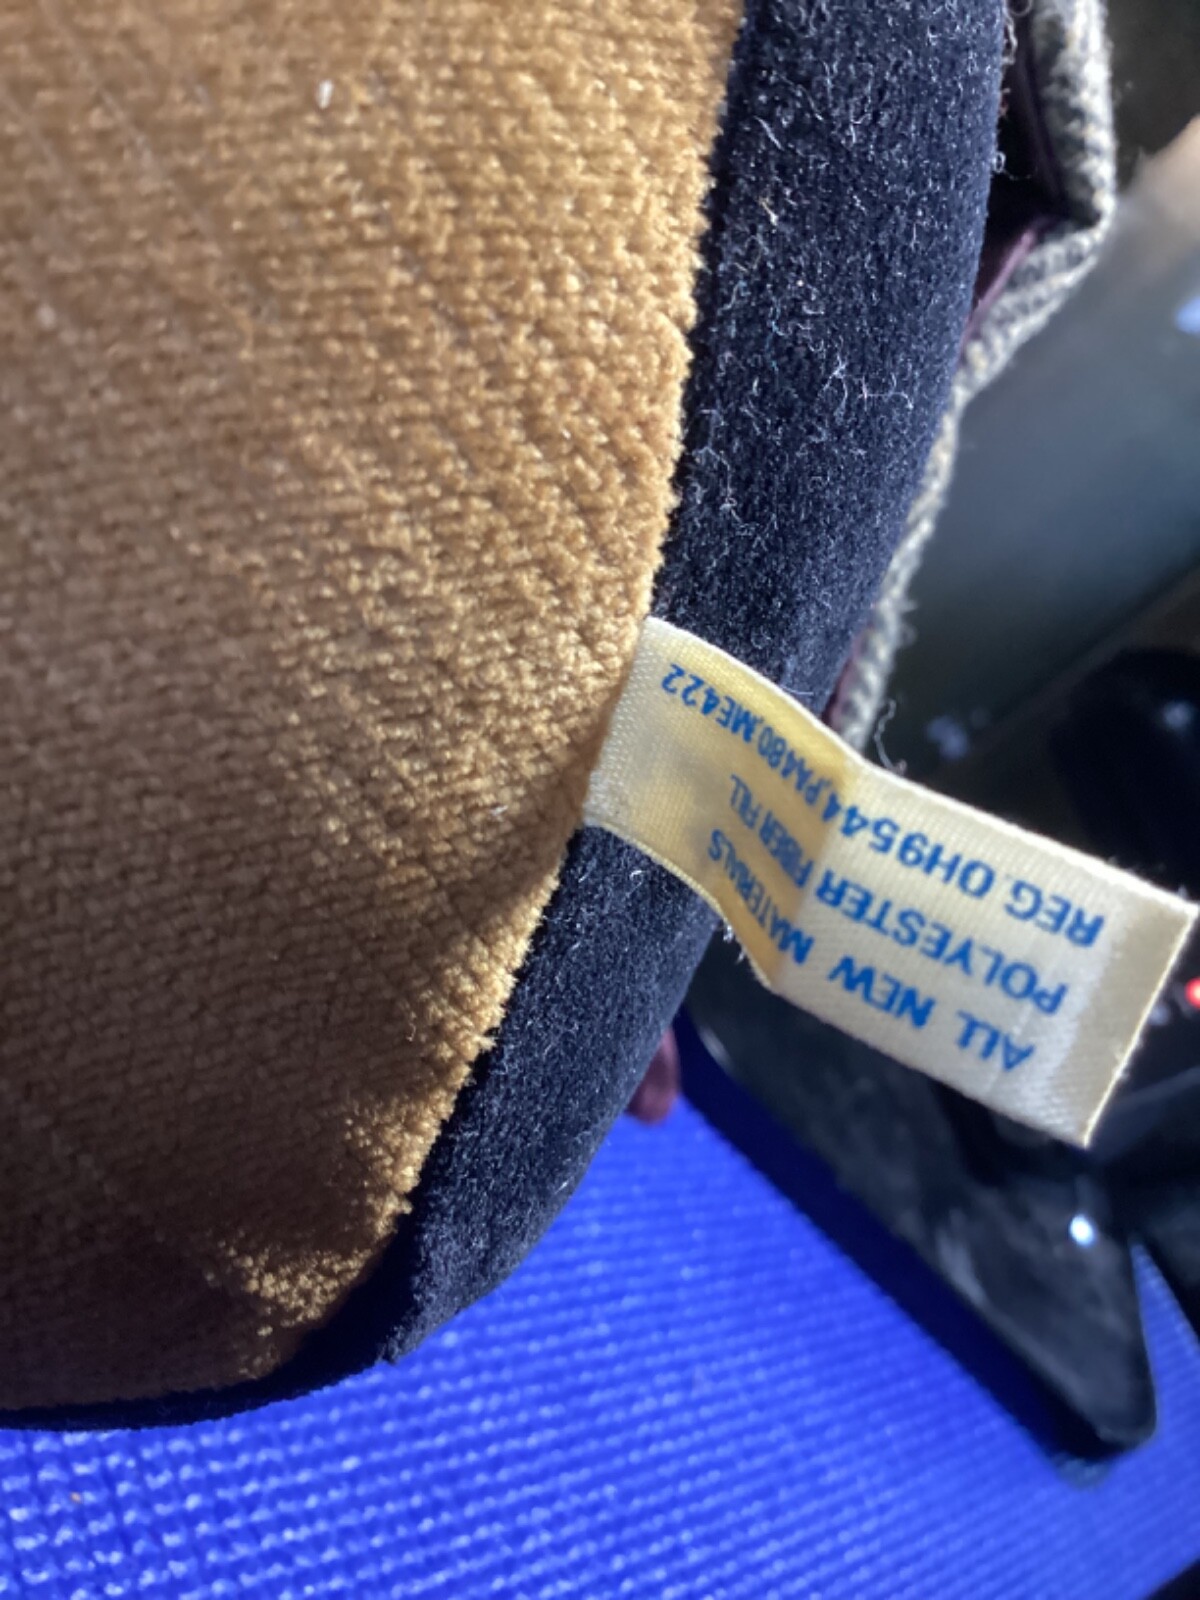 ALL NEW MATERIALS
POLYESTER FIBER FILL
REG. OH9544,PA480,ME422